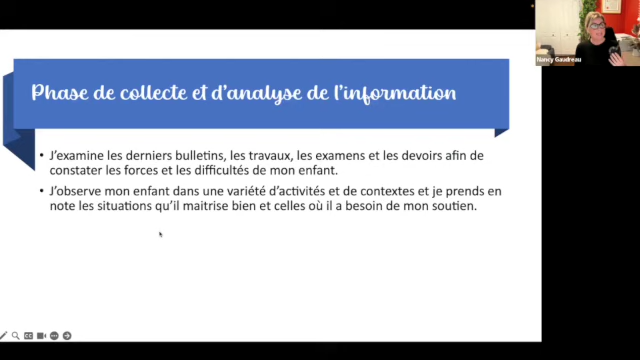 Phase de collecte et d'analyse de l'information
• J'examine les derniers bulletins, les travaux, les examens et les devoirs afin de
constater les forces et les difficultés de mon enfant.
• J'observe mon enfant dans une variété d'activités et de contextes et je prends en
note les situations qu'il maitrise bien et celles où il a besoin de mon soutien.
Nancy Gaudreau